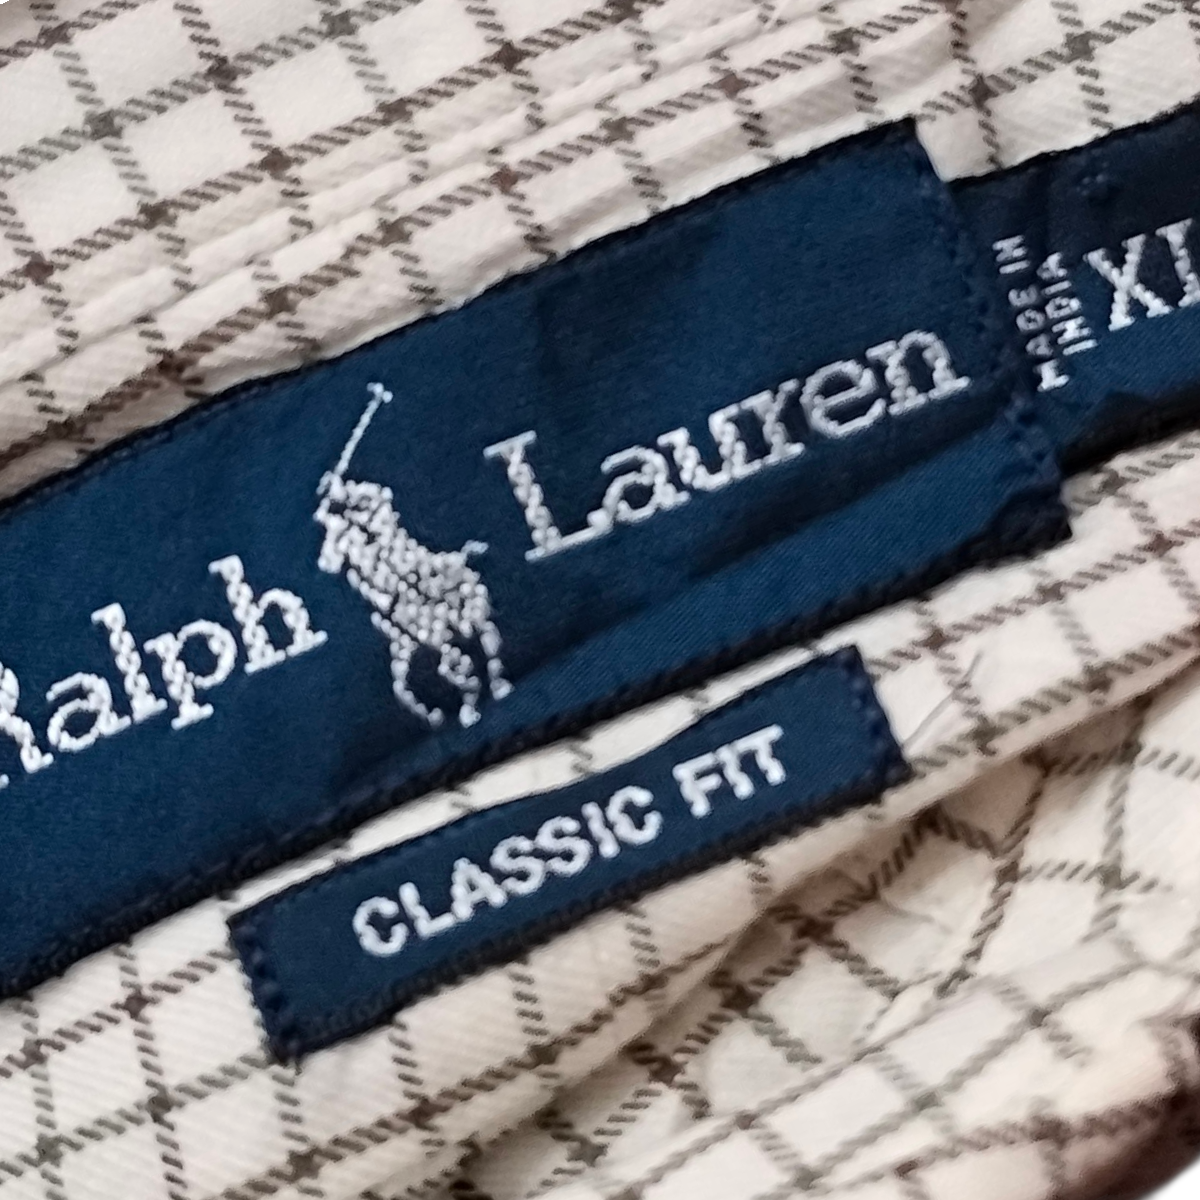 Ralph Lauren
MADE IN
INDIA
XL
CLASSIC FIT